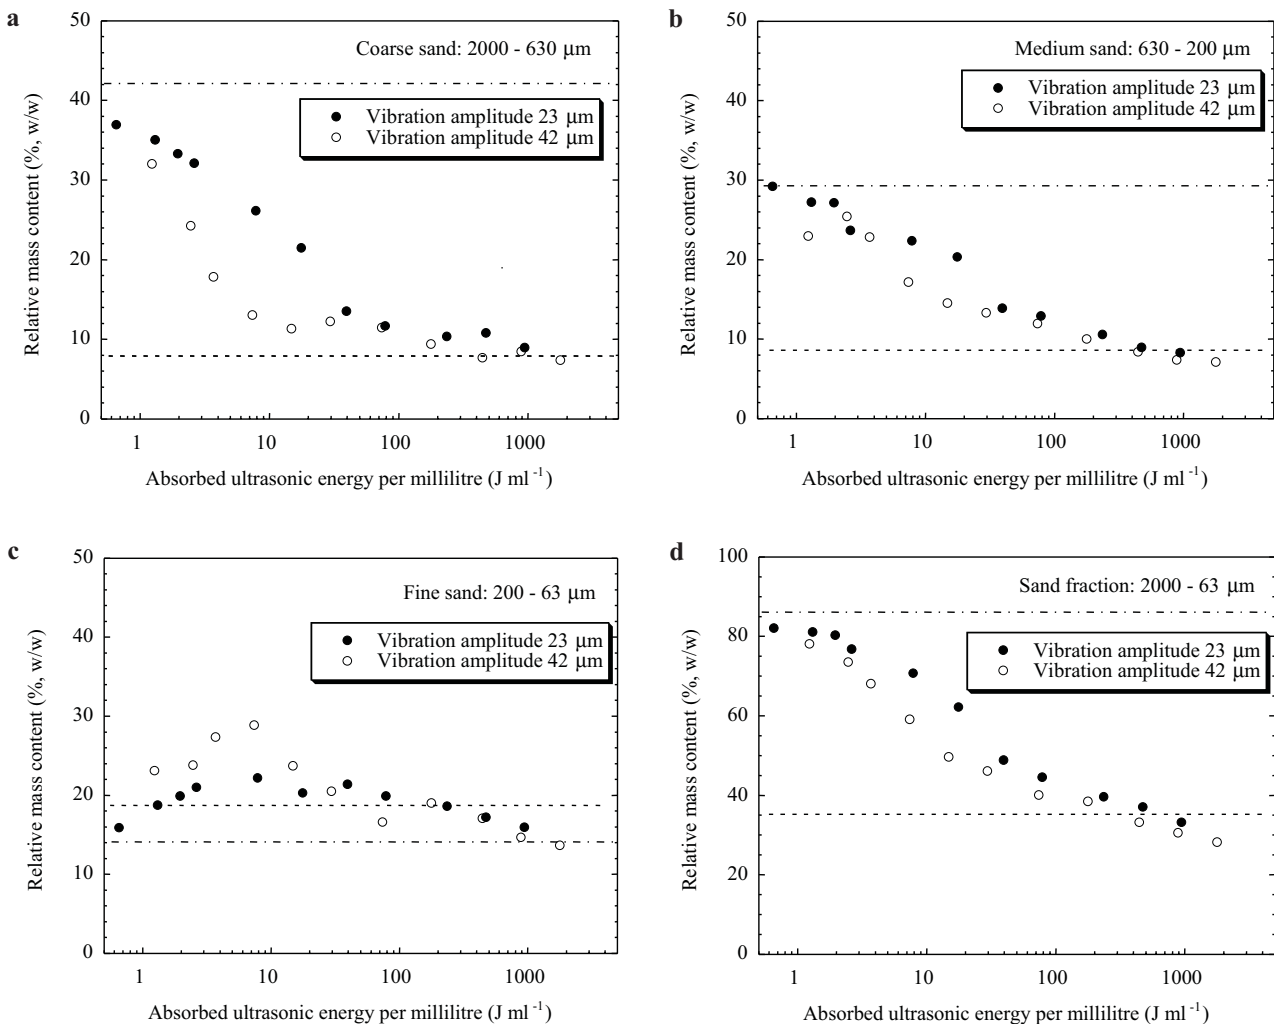 a
Coarse sand: 2000 - 630 μm
Vibration amplitude 23 μm
Vibration amplitude 42 μm
50
40
30
20
10
0
Relative mass content (%, w/w)
1 10 100 1000
Absorbed ultrasonic energy per millilitre (J ml -1)
b
Medium sand: 630 - 200 μm
Vibration amplitude 23 μm
Vibration amplitude 42 μm
50
40
30
20
10
0
Relative mass content (%, w/w)
1 10 100 1000
Absorbed ultrasonic energy per millilitre (J ml -1)
c
Fine sand: 200 - 63 μm
Vibration amplitude 23 μm
Vibration amplitude 42 μm
50
40
30
20
10
0
Relative mass content (%, w/w)
1 10 100 1000
Absorbed ultrasonic energy per millilitre (J ml -1)
d
Sand fraction: 2000 - 63 μm
Vibration amplitude 23 μm
Vibration amplitude 42 μm
100
80
60
40
20
0
Relative mass content (%, w/w)
1 10 100 1000
Absorbed ultrasonic energy per millilitre (J ml -1)